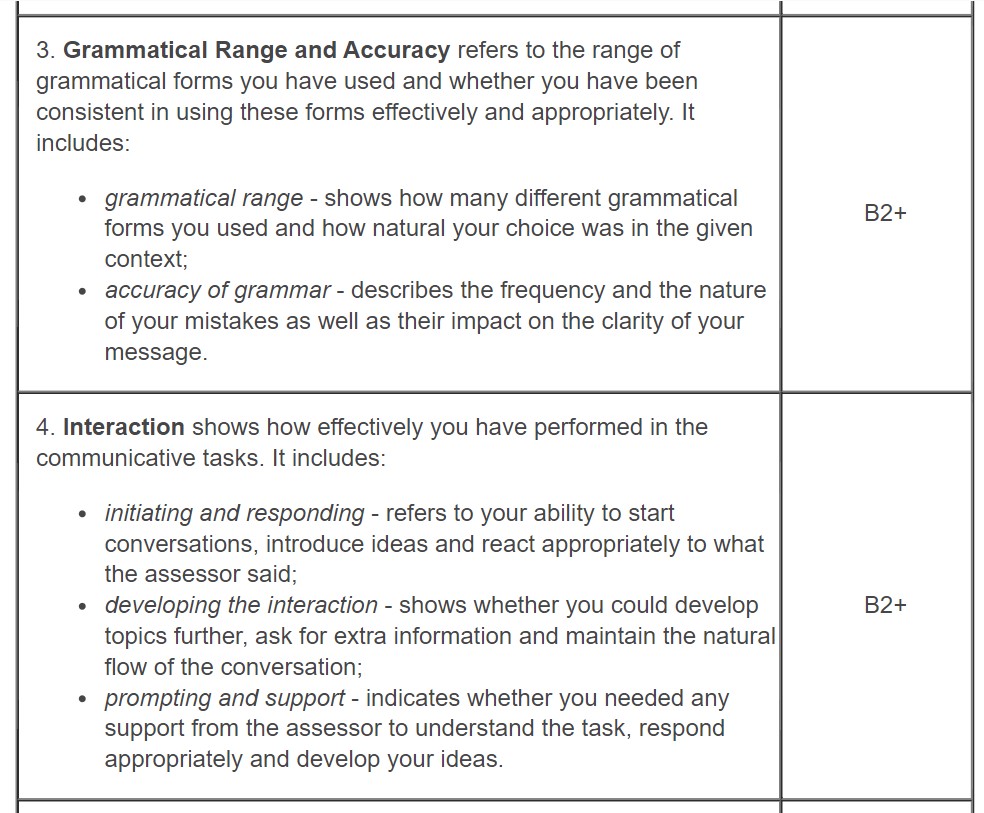 3. Grammatical Range and Accuracy refers to the range of
grammatical forms you have used and whether you have been
consistent in using these forms effectively and appropriately. It
includes:
• grammatical range - shows how many different grammatical
forms you used and how natural your choice was in the given
context;
• accuracy of grammar - describes the frequency and the nature
of your mistakes as well as their impact on the clarity of your
message.
B2+
4. Interaction shows how effectively you have performed in the
communicative tasks. It includes:
• initiating and responding - refers to your ability to start
conversations, introduce ideas and react appropriately to what
the assessor said;
• developing the interaction - shows whether you could develop
topics further, ask for extra information and maintain the natural
flow of the conversation;
• prompting and support - indicates whether you needed any
support from the assessor to understand the task, respond
appropriately and develop your ideas.
B2+